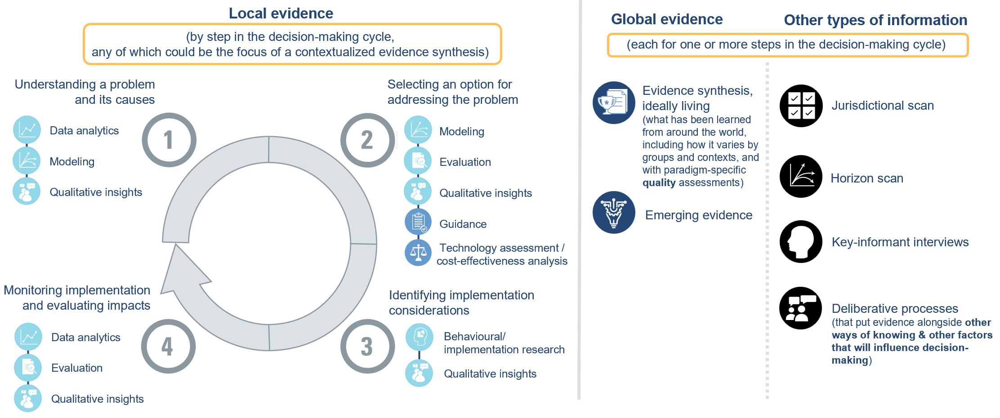 Local evidence
(by step in the decision-making cycle,
any of which could be the focus of a contextualized evidence synthesis)
Understanding a problem
and its causes
1
Data analytics
Modeling
Qualitative insights
Selecting an option for
addressing the problem
2
Modeling
Evaluation
Qualitative insights
Guidance
Technology assessment /
cost-effectiveness analysis
Identifying implementation
considerations
3
Behavioural/
implementation research
Qualitative insights
Monitoring implementation
and evaluating impacts
4
Data analytics
Evaluation
Qualitative insights
Global evidence
Other types of information
(each for one or more steps in the decision-making cycle)
Evidence synthesis,
ideally living
(what has been learned
from around the world,
including how it varies by
groups and contexts, and
with paradigm-specific
quality assessments)
Emerging evidence
Jurisdictional scan
Horizon scan
Key-informant interviews
Deliberative processes
(that put evidence alongside other
ways of knowing & other factors
that will influence decision-
making)